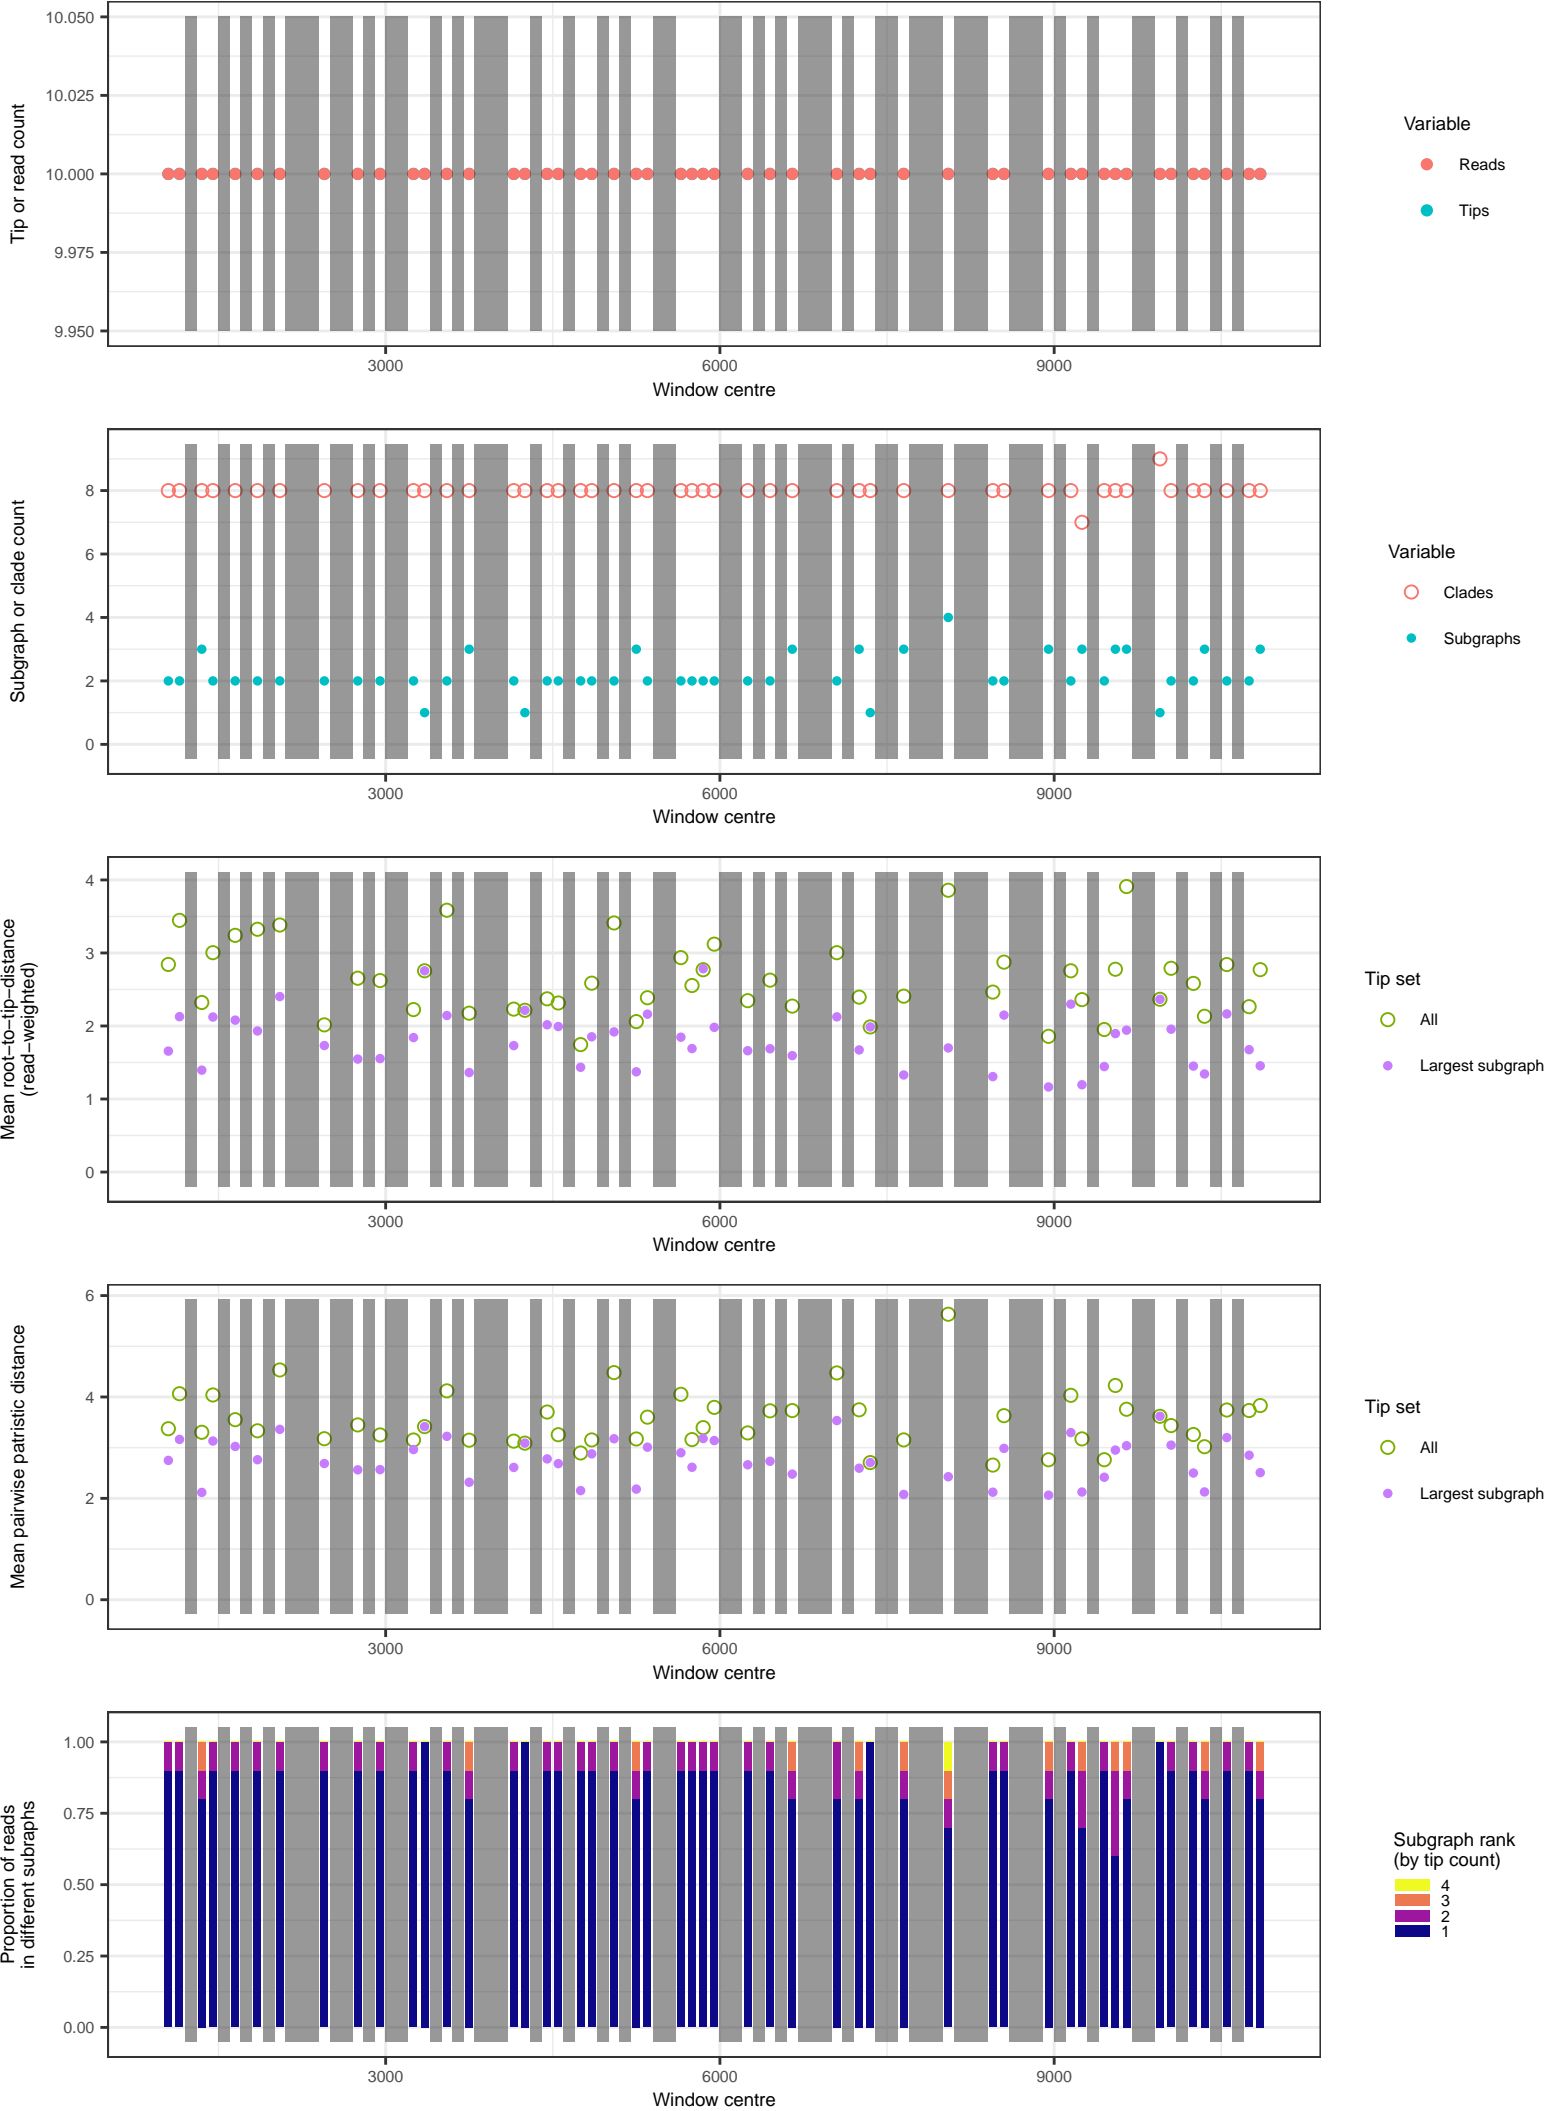 10.050
10.025
10.000
9.975
9.950
Tip or read count
3000 6000 9000
Window centre
Variable
Reads
Tips
8
6
4
2
0
Subgraph or clade count
3000 6000 9000
Window centre
Variable
Clades
Subgraphs
4
3
2
1
0
Mean root−to−tip−distance
(read−weighted)
3000 6000 9000
Window centre
Tip set
All
Largest subgraph
6
4
2
0
Mean pairwise patristic distance
3000 6000 9000
Window centre
Tip set
All
Largest subgraph
1.00
0.75
0.50
0.25
0.00
Proportion of reads
in different subraphs
3000 6000 9000
Window centre
Subgraph rank
(by tip count)
4
3
2
1